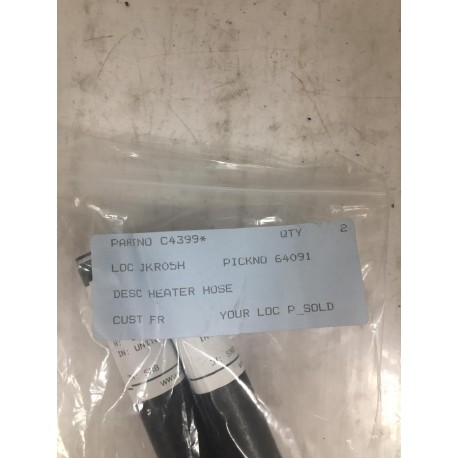 PARTNO C4399* QTY 2
LOC JKR05H PICKNO 64091
DESC HEATER HOSE
CUST FR YOUR LOC P_SOLD